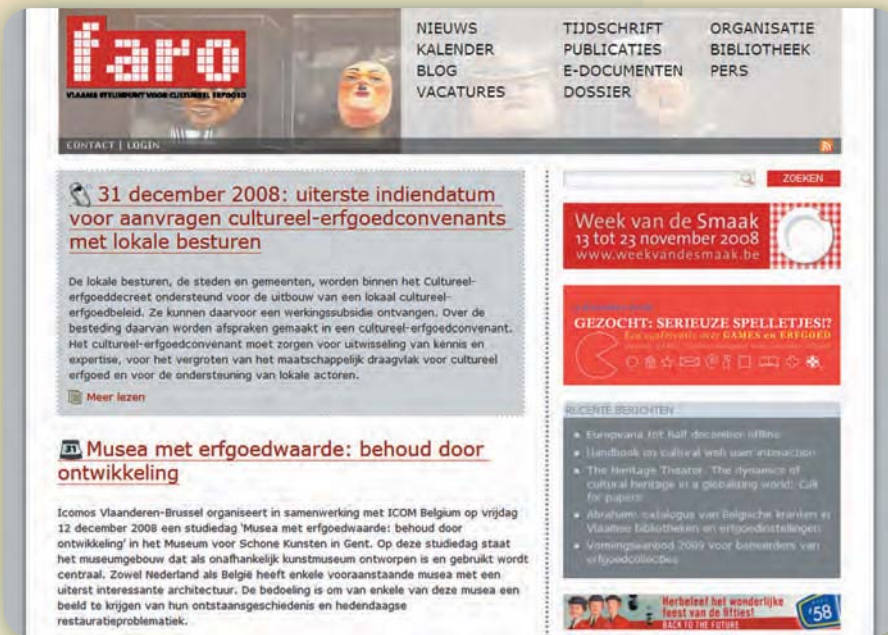 faro
VLAAMS STEUNPUNT VOOR CULTUREEL ERFGOED
NIEUWS
KALENDER
BLOG
VACATURES
TIJDSCHRIFT
PUBLICATIES
E-DOCUMENTEN
DOSSIER
ORGANISATIE
BIBLIOTHEEK
PERS
CONTACT | LOGIN
31 december 2008: uiterste indiendatum
voor aanvragen cultureel-erfgoedconvenants
met lokale besturen
De lokale besturen, de steden en gemeenten, worden binnen het Cultureel-
erfgoeddecreet ondersteund voor de uitbouw van een lokaal cultureel-
erfgoedbeleid. Ze kunnen daarvoor een werkingssubsidie ontvangen. Over de
besteding daarvan worden afspraken gemaakt in een cultureel-erfgoedconvenant.
Het cultureel-erfgoedconvenant moet zorgen voor uitwisseling van kennis en
expertise, voor het vergroten van het maatschappelijk draagvlak voor cultureel
erfgoed en voor de ondersteuning van lokale actoren.
Meer lezen
Musea met erfgoedwaarde: behoud door
ontwikkeling
Icomos Vlaanderen-Brussel organiseert in samenwerking met ICOM Belgium op vrijdag
12 december 2008 een studiedag 'Musea met erfgoedwaarde: behoud door
ontwikkeling' in het Museum voor Schone Kunsten in Gent. Op deze studiedag staat
het museumgebouw dat als onafhankelijk kunstmuseum ontworpen is en gebruikt wordt
centraal. Zowel Nederland als België heeft enkele vooraanstaande musea met een
uiterst interessante architectuur. De bedoeling is om van enkele van deze musea een
beeld te krijgen van hun ontstaansgeschiedenis en hedendaagse
restauratieproblematiek.
ZOEKEN
Week van de Smaak
13 tot 23 november 2008
www.weekvandesmaak.be
GEZOCHT: SERIEUZE SPELLETJES!?
Een conferentie over GAMES en ERFGOED
RECENTE BERICHTEN
Europeana tot half december offline
Handbook on cultural web user interaction
The Heritage Theater. The dynamics of
cultural heritage in a globalizing world: Call
for papers
Abraham: catalogus van Belgische kranten in
Vlaamse bibliotheken en erfgoedinstellingen
Vormingsaanbod 2009 voor beheerders van
erfgoedcollecties
Herbeleef het wonderlijke
feest van de fifties!
BACK TO THE FUTURE
'58